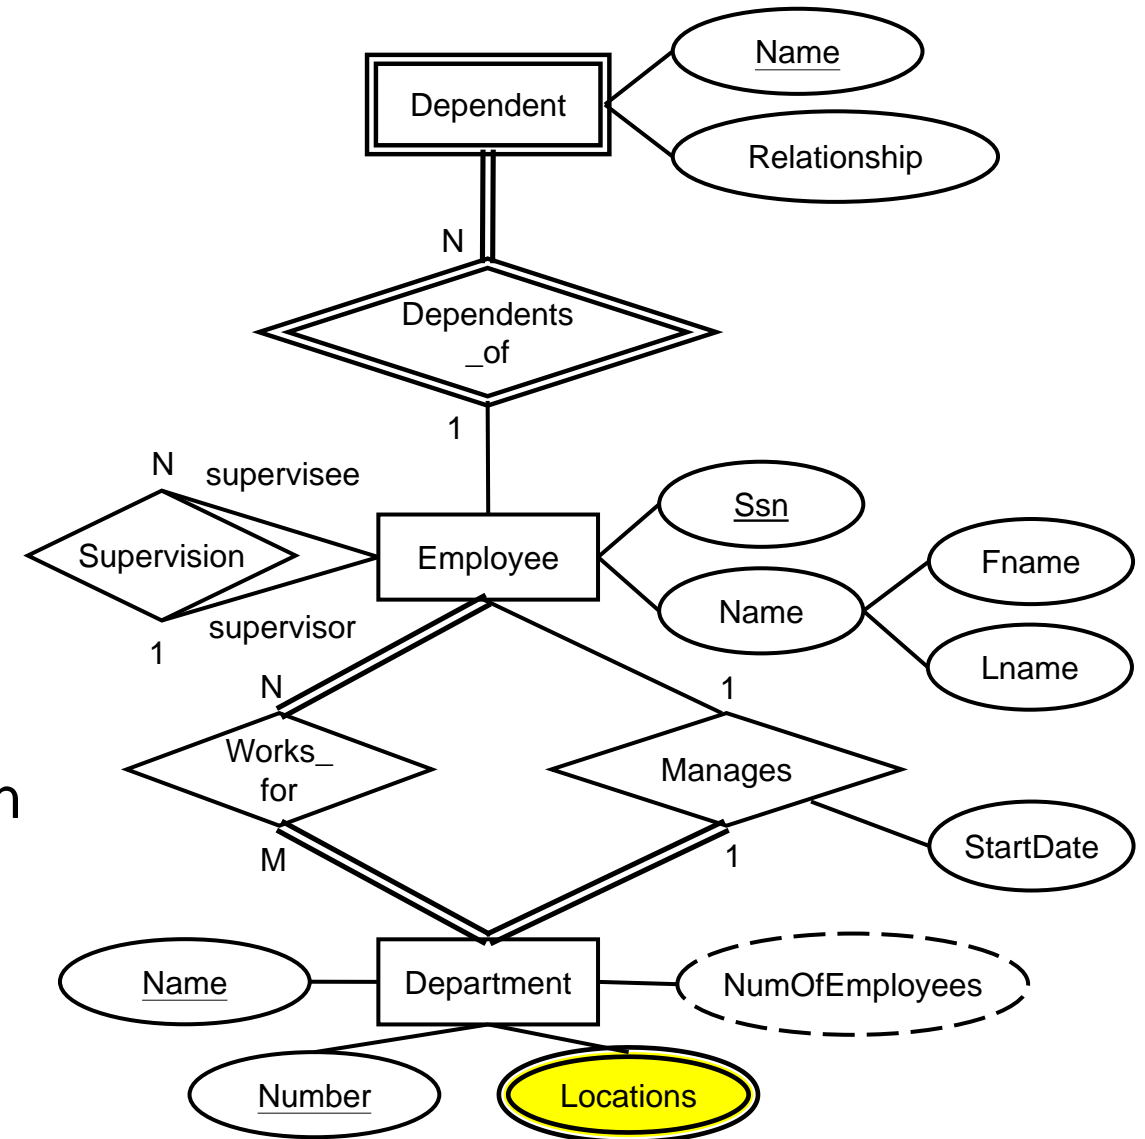 Name
Dependent
Relationship
N
Dependents
_of
1
N
supervisee
Ssn
Supervision
Employee
Fname
Name
supervisor
1
Lname
N
1
Works_
for
Manages
n
StartDate
M
1
Name
Department
NumOfEmployees
Number
Locations